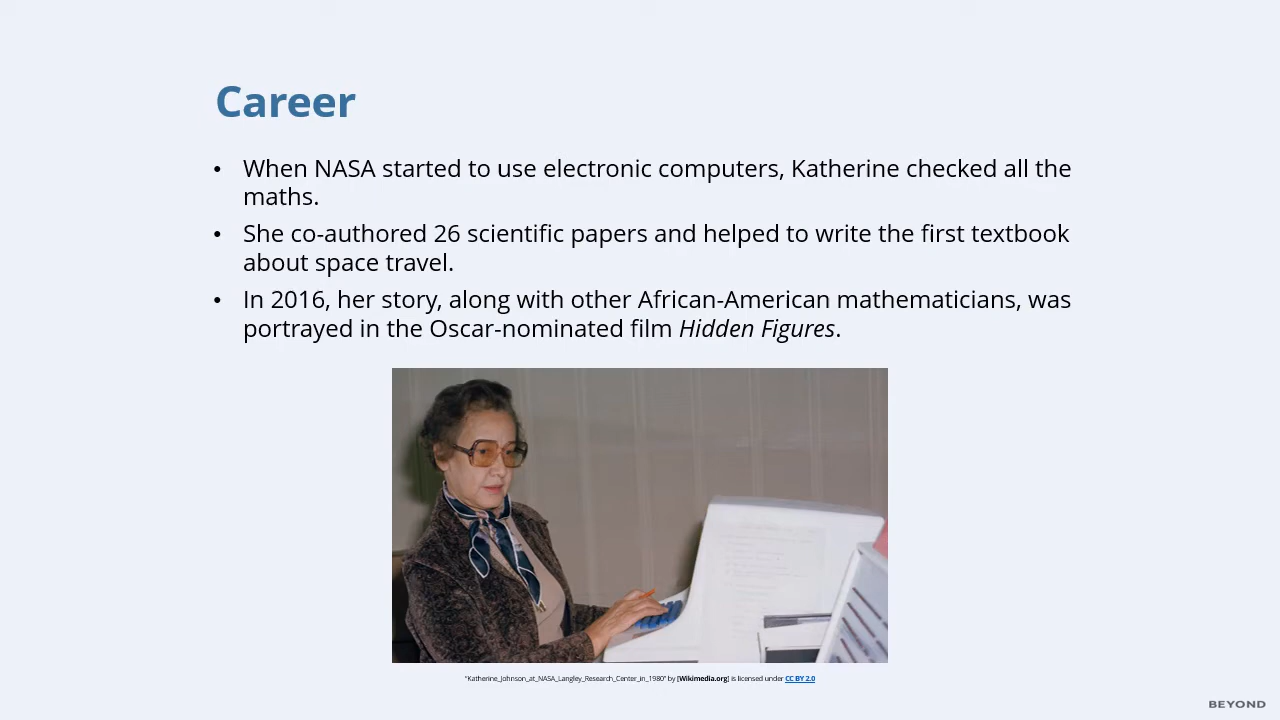 Career
• When NASA started to use electronic computers, Katherine checked all the
maths.
• She co-authored 26 scientific papers and helped to write the first textbook
about space travel.
• In 2016, her story, along with other African-American mathematicians, was
portrayed in the Oscar-nominated film Hidden Figures.
"Katherine_Johnson_at_NASA_Langley_Research_Center_in_1980" by [Wikimedia.org] is licensed under CC BY 2.0
BEYOND